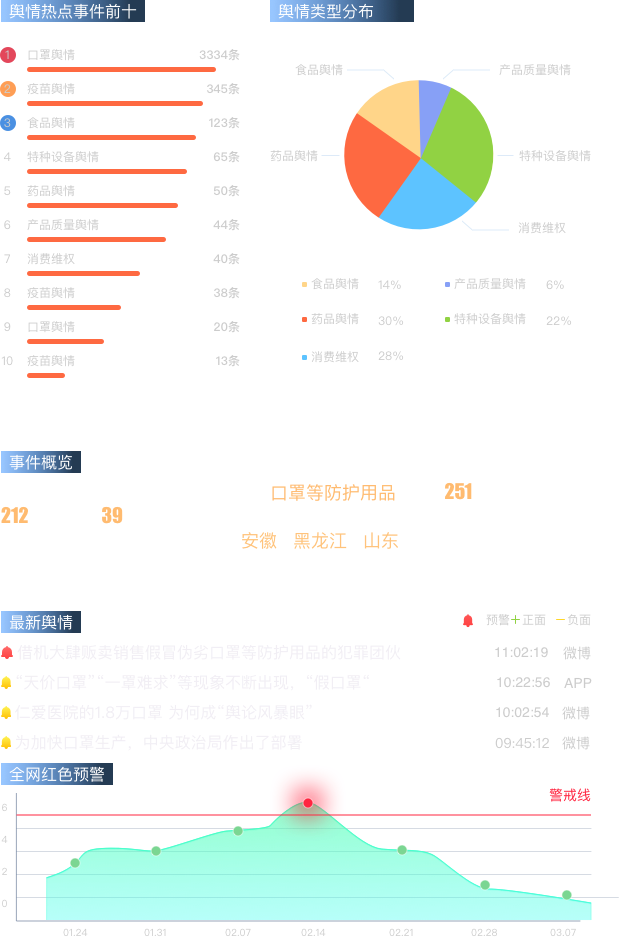 舆情热点事件前十
1 口罩舆情 3334条
2 疫苗舆情 345条
3 食品舆情 123条
4 特种设备舆情 65条
5 药品舆情 50条
6 产品质量舆情 44条
7 消费维权 40条
8 疫苗舆情 38条
9 口罩舆情 20条
10 疫苗舆情 13条
舆情类型分布
食品舆情 产品质量舆情
药品舆情 特种设备舆情
消费维权
食品舆情 14% 产品质量舆情 6%
药品舆情 30% 特种设备舆情 22%
消费维权 28%
事件概览
口罩等防护用品 251
212 39
安徽 黑龙江 山东
最新舆情
预警+正面 一负面
借机大肆贩卖销售假冒伪劣口罩等防护用品的犯罪团伙 11:02:19 微博
“天价口罩”“一罩难求”等现象不断出现，“假口罩“ 10:22:56 APP
仁爱医院的1.8万口罩 为何成“舆论风暴眼” 10:02:54 微博
为加快口罩生产，中央政治局作出了部署 09:45:12 微博
全网红色预警
警戒线
6
4
2
0
01.24 01.31 02.07 02.14 02.21 02.28 03.07